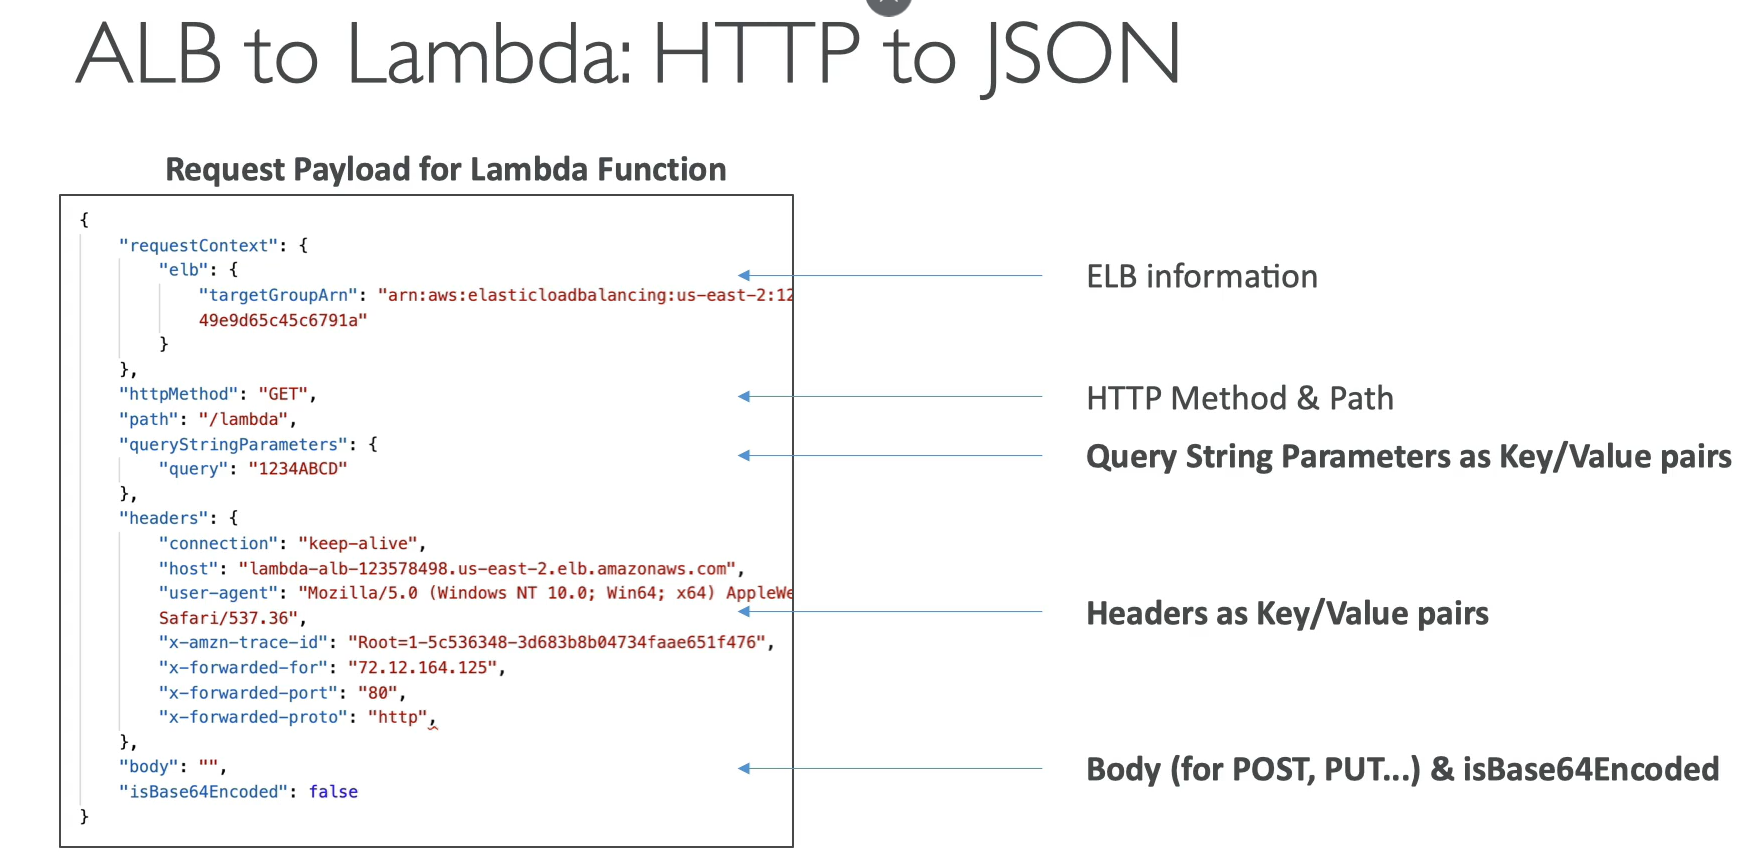 ALB to Lambda: HTTP to JSON
Request Payload for Lambda Function
{
"requestContext": {
"elb": {
"targetGroupArn": "arn:aws:elasticloadbalancing:us-east-2:12
49e9d65c45c6791a"
}
},
"httpMethod": "GET",
"path": "/lambda",
"queryStringParameters": {
"query": "1234ABCD"
},
"headers": {
"connection": "keep-alive",
"host": "lambda-alb-123578498.us-east-2.elb.amazonaws.com",
"user-agent": "Mozilla/5.0 (Windows NT 10.0; Win64; x64) AppleWe
Safari/537.36",
"x-amzn-trace-id": "Root=1-5c536348-3d683b8b04734faae651f476",
"x-forwarded-for": "72.12.164.125",
"x-forwarded-port": "80",
"x-forwarded-proto": "http",
},
"body": "",
"isBase64Encoded": false
}
ELB information
HTTP Method & Path
Query String Parameters as Key/Value pairs
Headers as Key/Value pairs
Body (for POST, PUT...) & isBase64Encoded